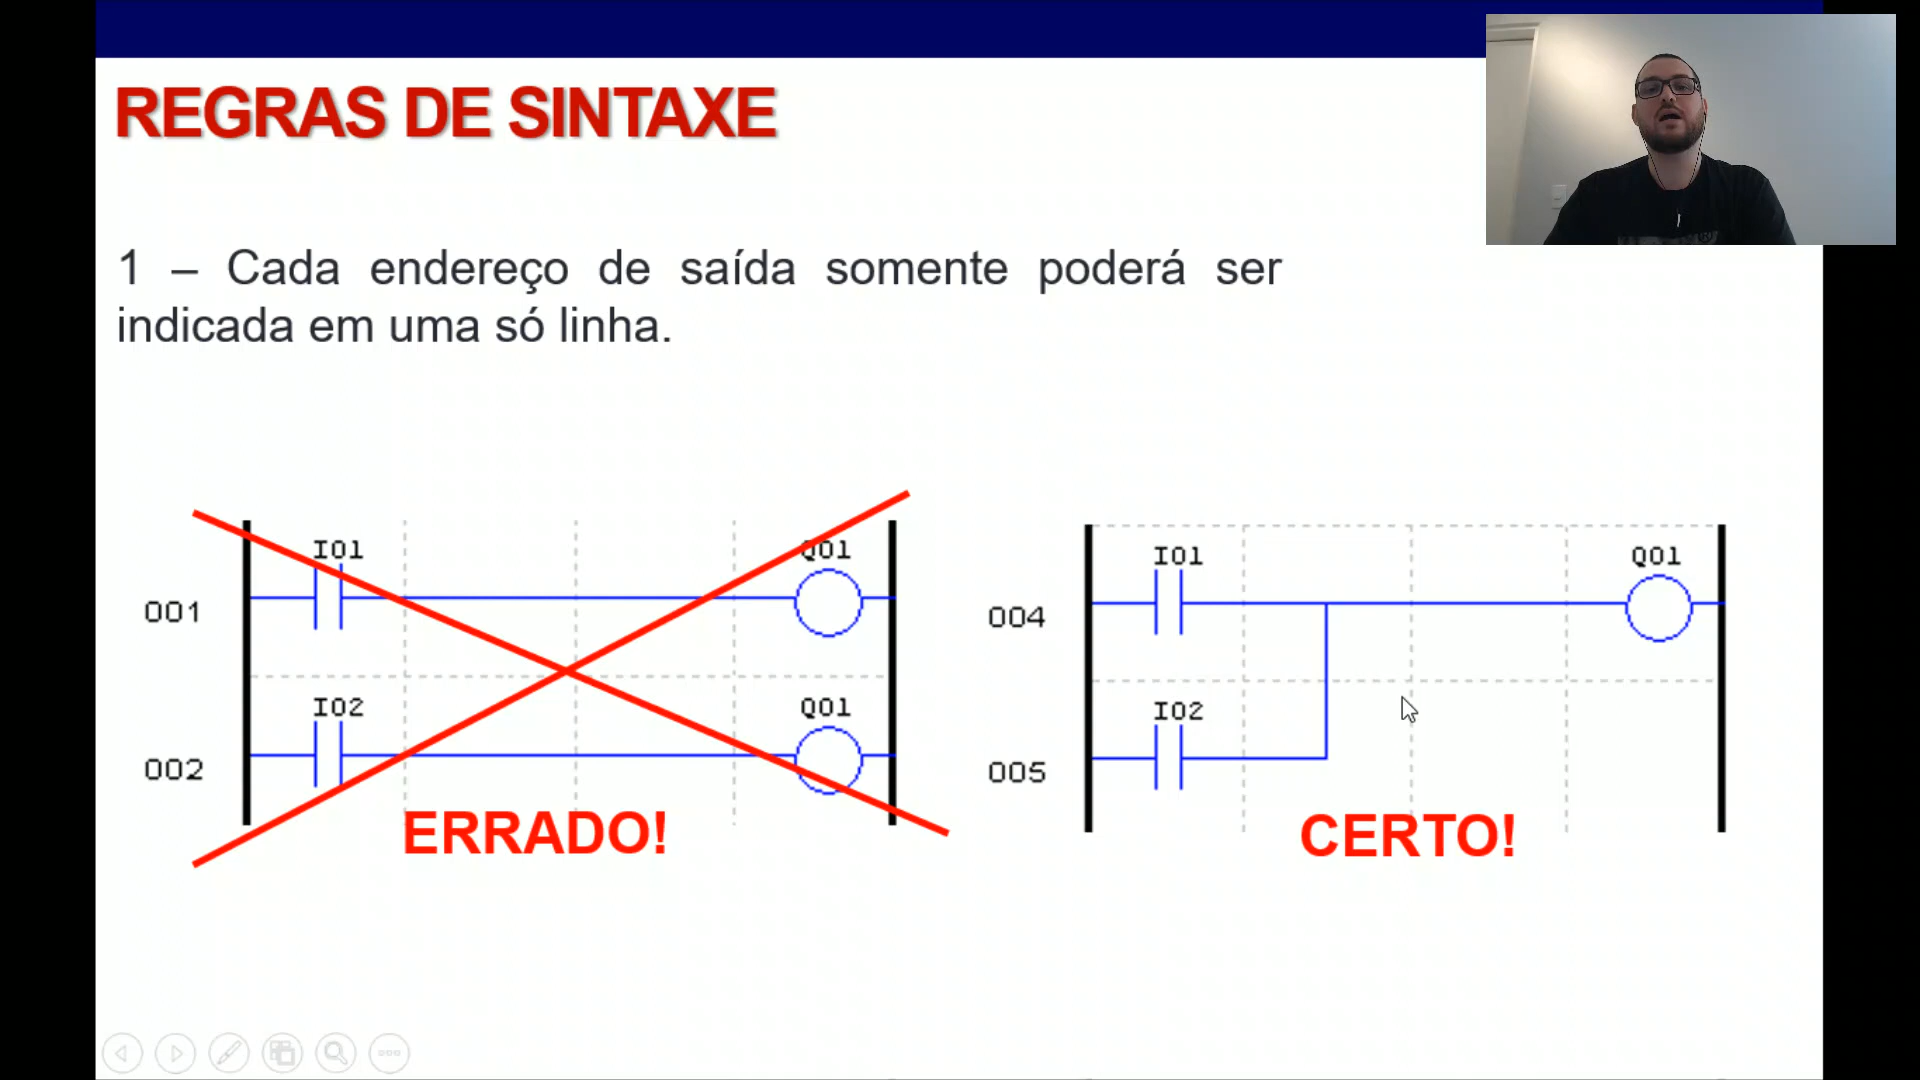 REGRAS DE SINTAXE
1 – Cada endereço de saída somente poderá ser
indicada em uma só linha.
I01 Q01
001
I02 Q01
002
ERRADO!
I01 Q01
004
I02
005
CERTO!